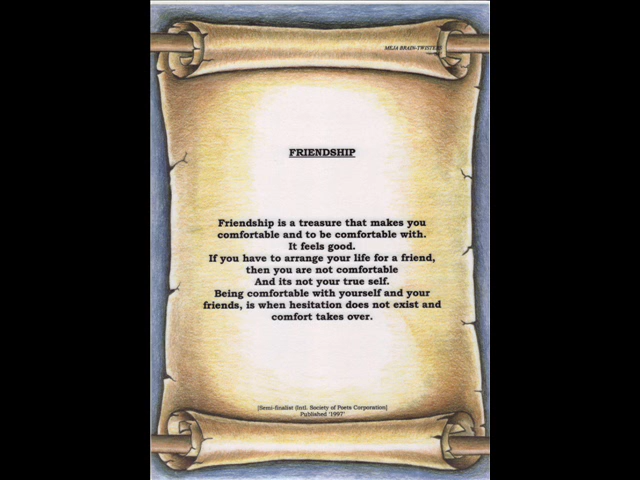 MESA BRAIN-TWISTERS
FRIENDSHIP
Friendship is a treasure that makes you
comfortable and to be comfortable with.
It feels good.
If you have to arrange your life for a friend,
then you are not comfortable
And its not your true self.
Being comfortable with yourself and your
friends, is when hesitation does not exist and
comfort takes over.
[Semi-finalist (Intl. Society of Poets Corporation]
Published '1997'